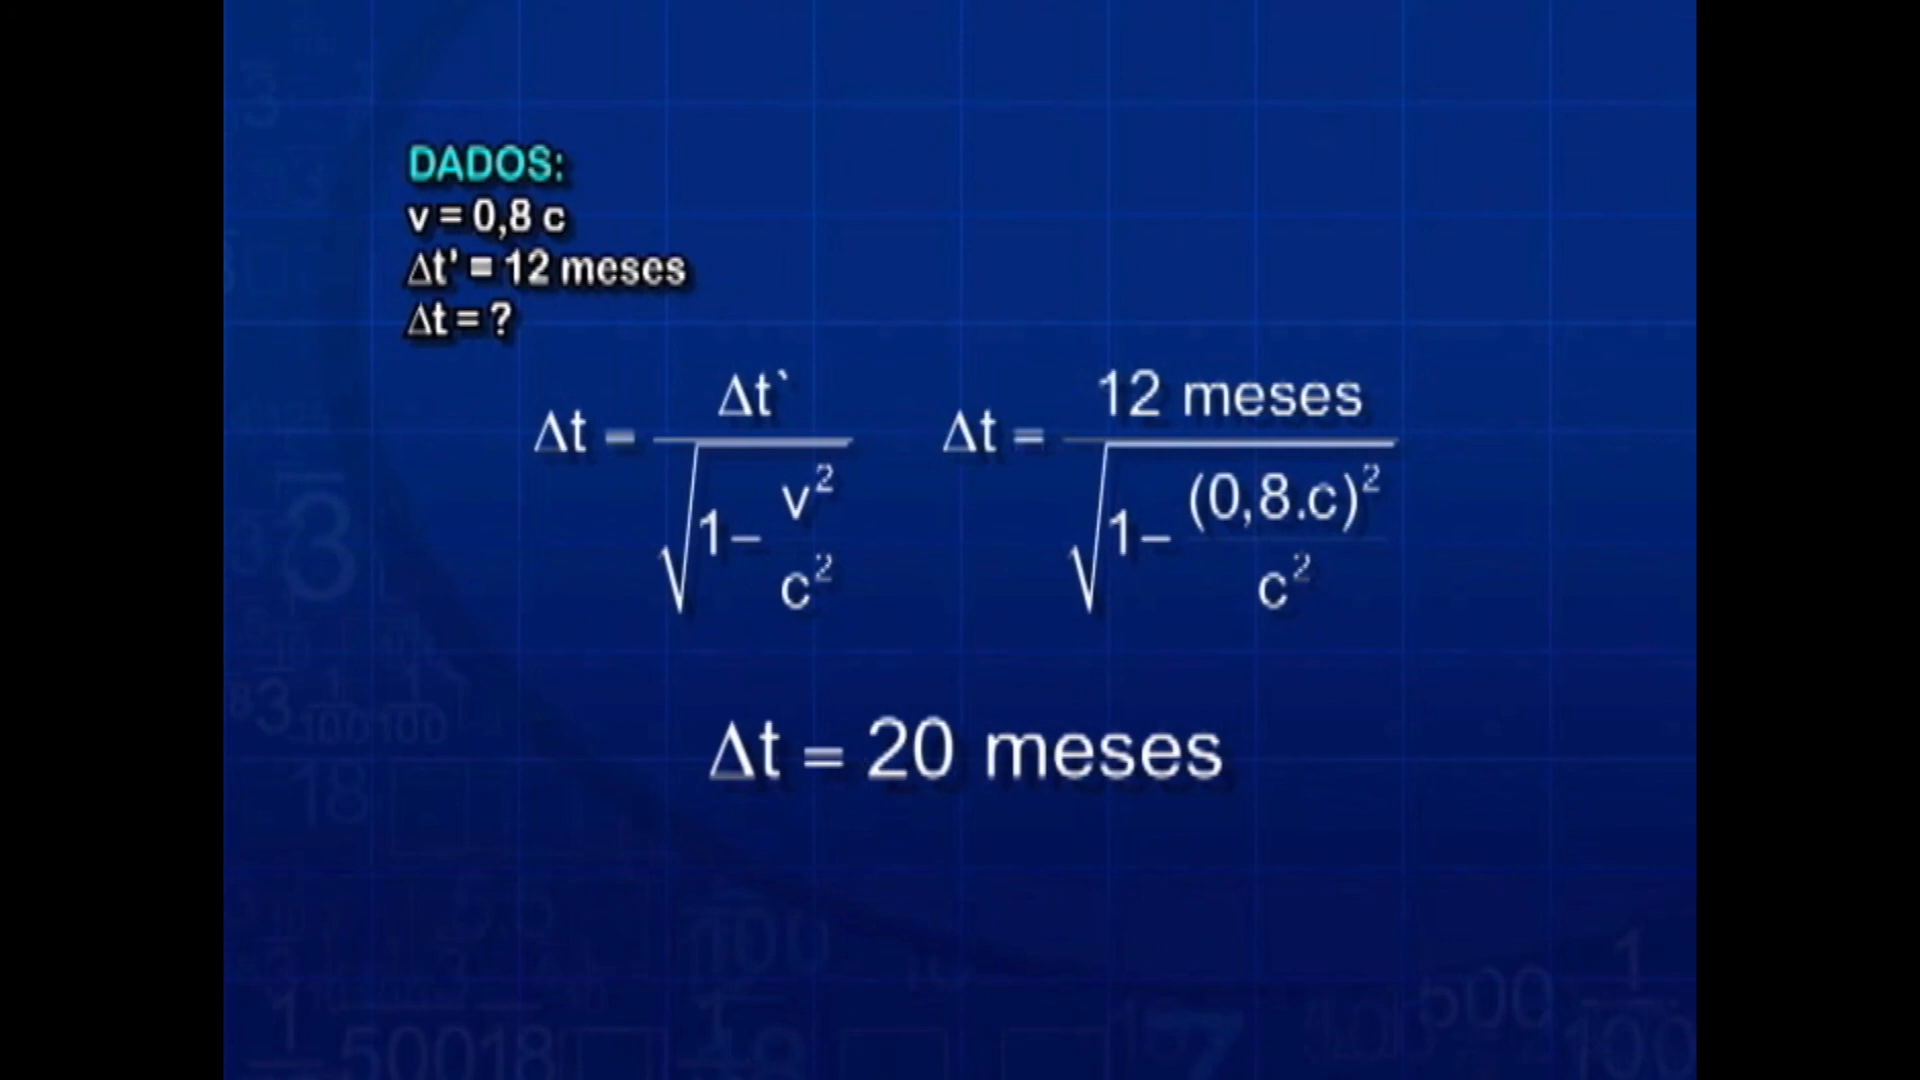 DADOS:
v = 0,8 c
Δt' = 12 meses
Δt = ?
Δt = Δt` / √(1– v² / c²)
Δt = 12 meses / √(1– (0,8.c)² / c²)
Δt = 20 meses